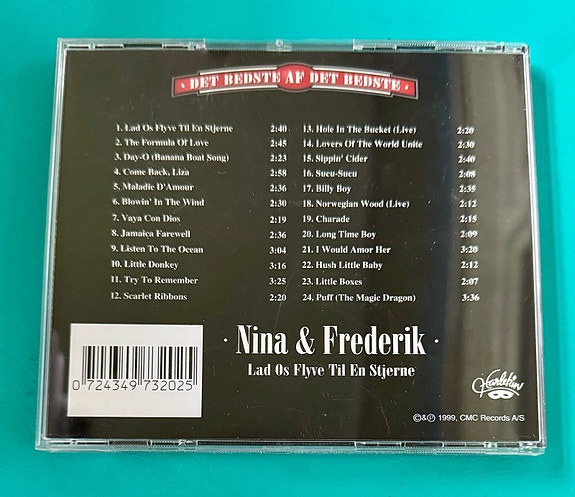 · DET BEDSTE AF DET BEDSTE ·
1. Lad Os Flyve Til En Stjerne 2:40
2. The Formula Of Love 2:45
3. Day-O (Banana Boat Song) 2:23
4. Come Back, Liza 2:58
5. Maladie D'Amour 2:36
6. Blowin' In The Wind 2:30
7. Vaya Con Dios 2:19
8. Jamaica Farewell 2:36
9. Listen To The Ocean 3:04
10. Little Donkey 3:16
11. Try To Remember 3:25
12. Scarlet Ribbons 2:20
13. Hole In The Bucket (Live) 2:20
14. Lovers Of The World Unite 2:30
15. Sippin' Cider 2:40
16. Sucu-Sucu 2:08
17. Billy Boy 2:35
18. Norwegian Wood (Live) 2:12
19. Charade 2:15
20. Long Time Boy 2:09
21. I Would Amor Her 3:20
22. Hush Little Baby 2:12
23. Little Boxes 2:07
24. Puff (The Magic Dragon) 3:36
· Nina & Frederik ·
Lad Os Flyve Til En Stjerne
0 724349 732025
Harlekin
©&℗ 1999, CMC Records A/S